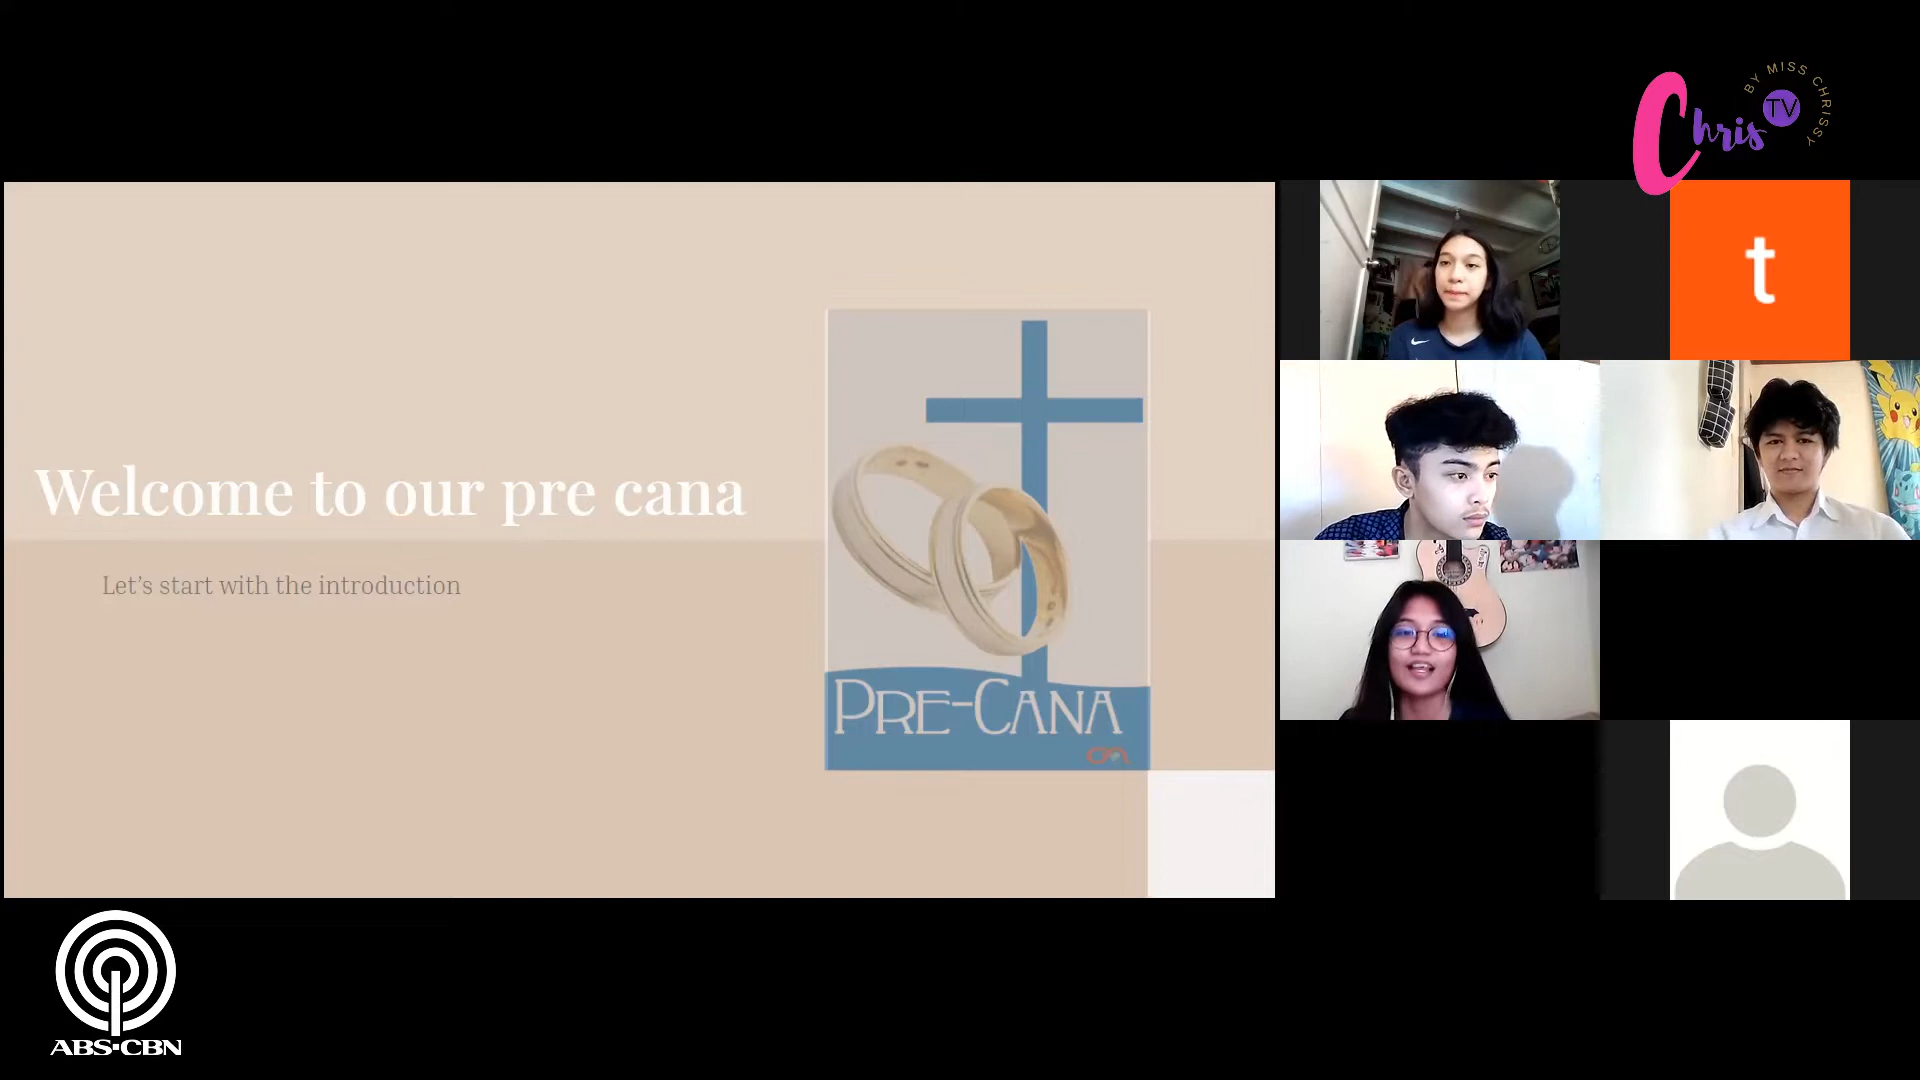 BY MISS CHRISSY
Chris TV
t
Welcome to our pre cana
Let's start with the introduction
PRE-CANA
ABS-CBN